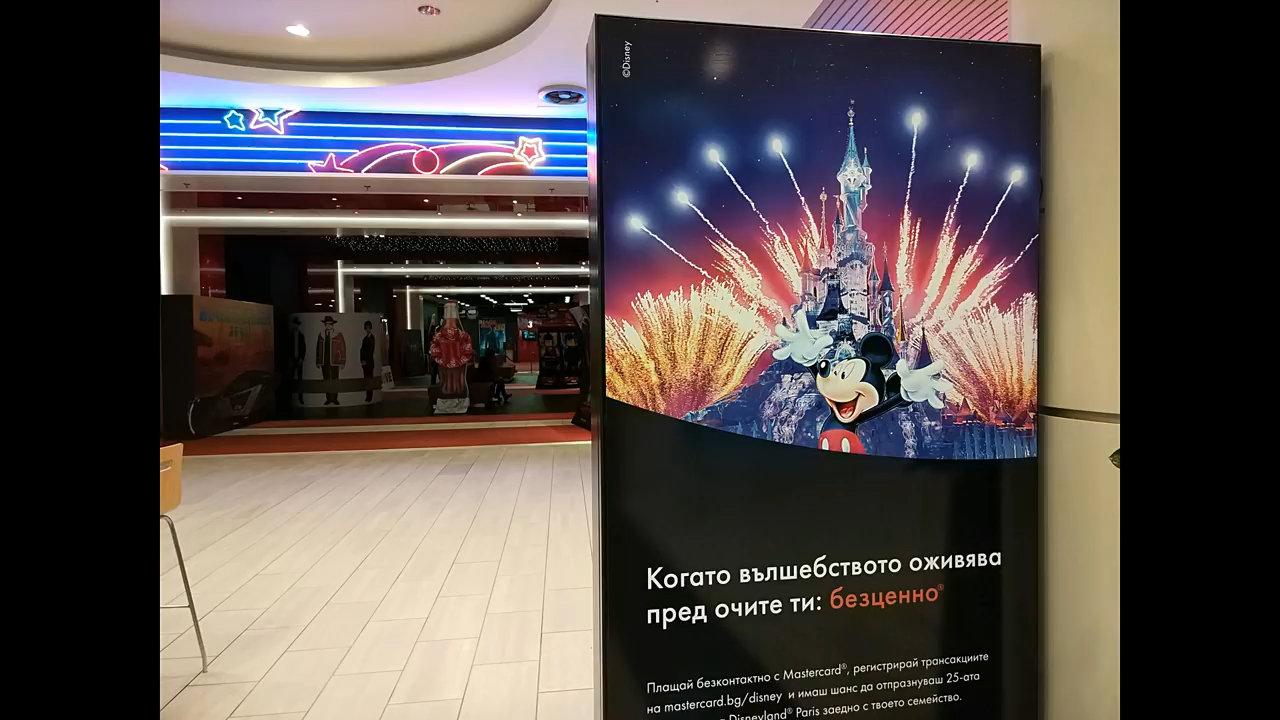 ©Disney
Когато вълшебството оживява
пред очите ти: безценно®
Плащай безконтактно с Mastercard®, регистрирай трансакциите
на mastercard.bg/disney и имаш шанс да отпразнуваш 25-ата
Disneyland® Paris заедно с твоето семейство.